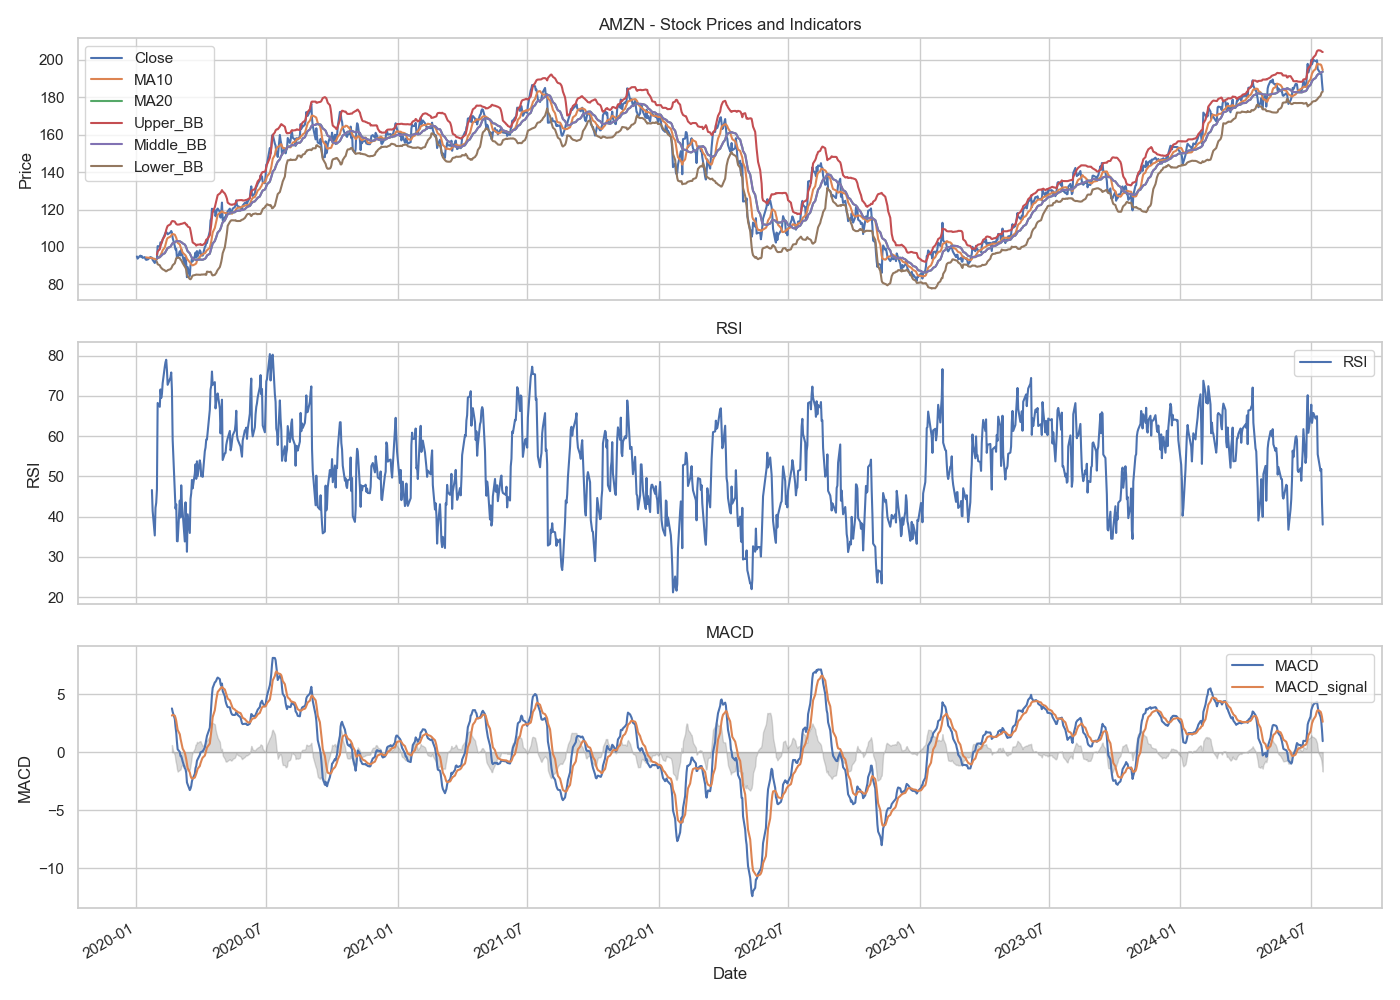 AMZN - Stock Prices and Indicators
Close
MA10
MA20
Upper_BB
Middle_BB
Lower_BB
Price
200
180
160
140
120
100
80
RSI
RSI
RSI
80
70
60
50
40
30
20
MACD
MACD
MACD_signal
MACD
5
0
−5
−10
2020-01
2020-07
2021-01
2021-07
2022-01
2022-07
2023-01
2023-07
2024-01
2024-07
Date